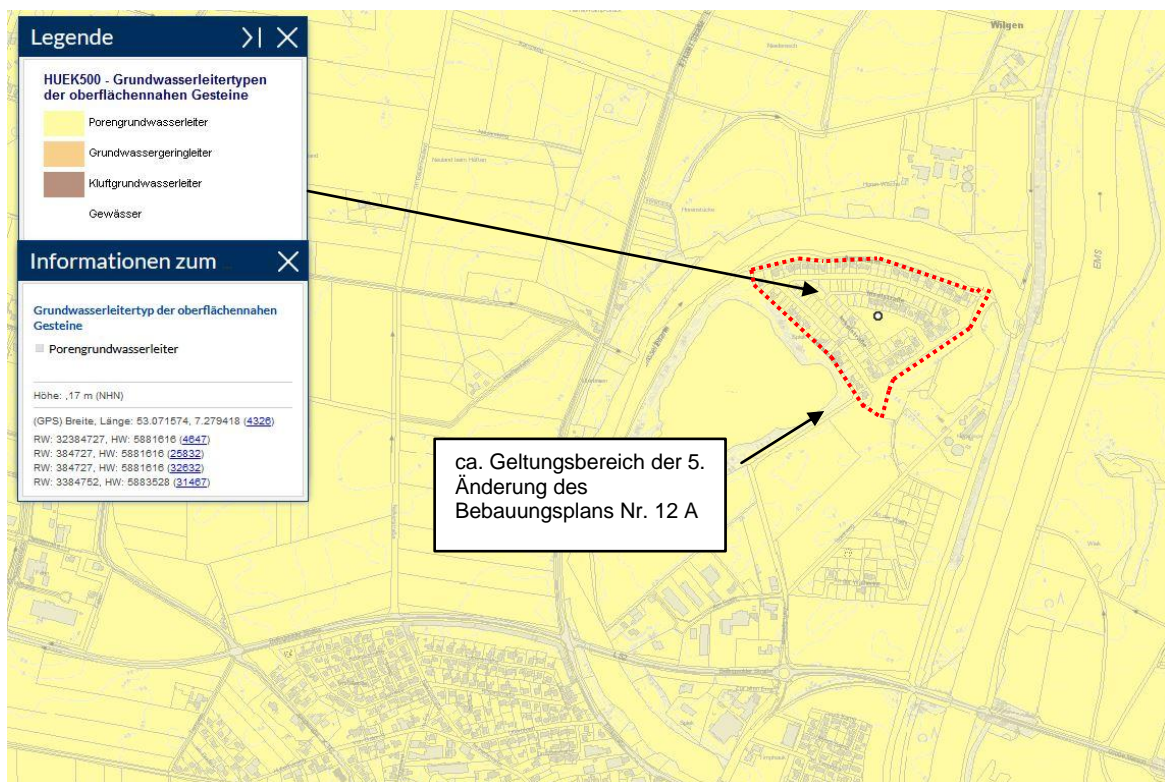 Legende
HUEK500 - Grundwasserleitertypen
der oberflächennahen Gesteine
Porengrundwasserleiter
Grundwassergeringleiter
Kluftgrundwasserleiter
Gewässer
Informationen zum
Grundwasserleitertyp der oberflächennahen
Gesteine
Porengrundwasserleiter
Höhe: ,17 m (NHN)
(GPS) Breite, Länge: 53.071574, 7.279418 (4326)
RW: 32384727, HW: 5881616 (4647)
RW: 384727, HW: 5881616 (25832)
RW: 384727, HW: 5881616 (32632)
RW: 3384752, HW: 5883528 (31467)
Wilgen
EMS
ca. Geltungsbereich der 5.
Änderung des
Bebauungsplans Nr. 12 A